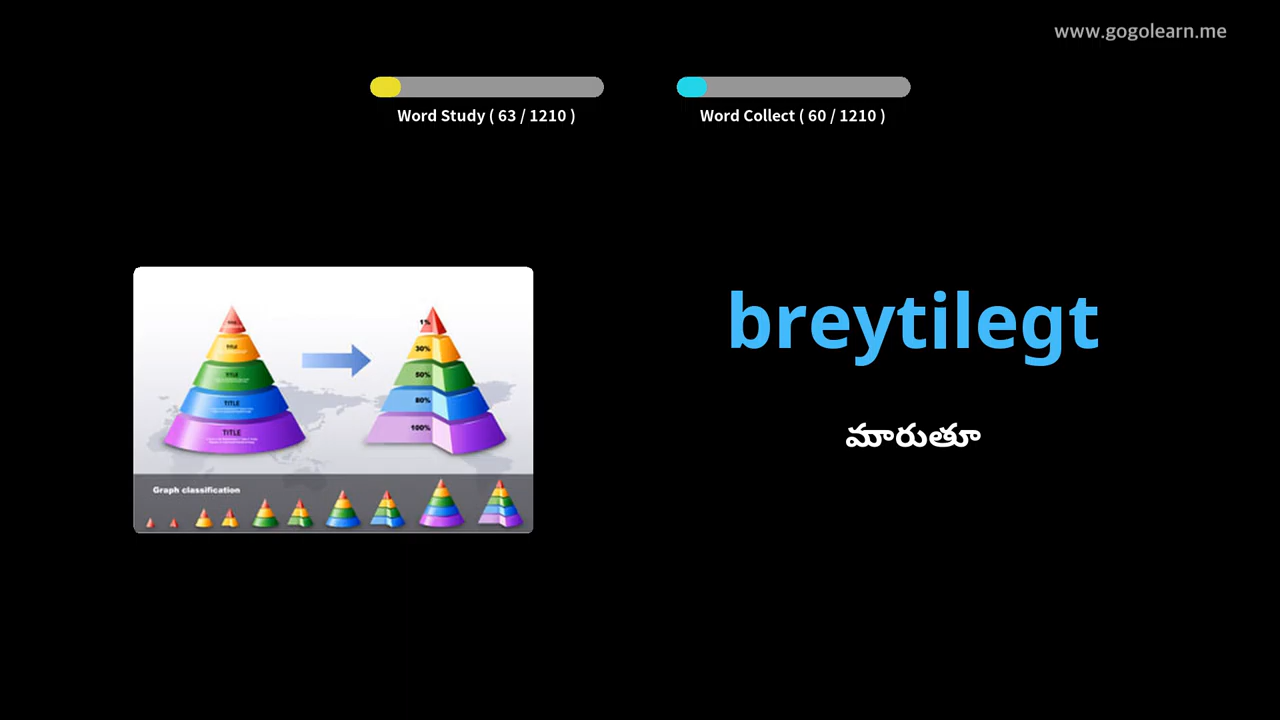 www.gogolearn.me
Word Study ( 63 / 1210 )
Word Collect ( 60 / 1210 )
breytilegt
మారుతూ
TITLE
TITLE
TITLE
TITLE
1%
30%
50%
80%
100%
Graph classification